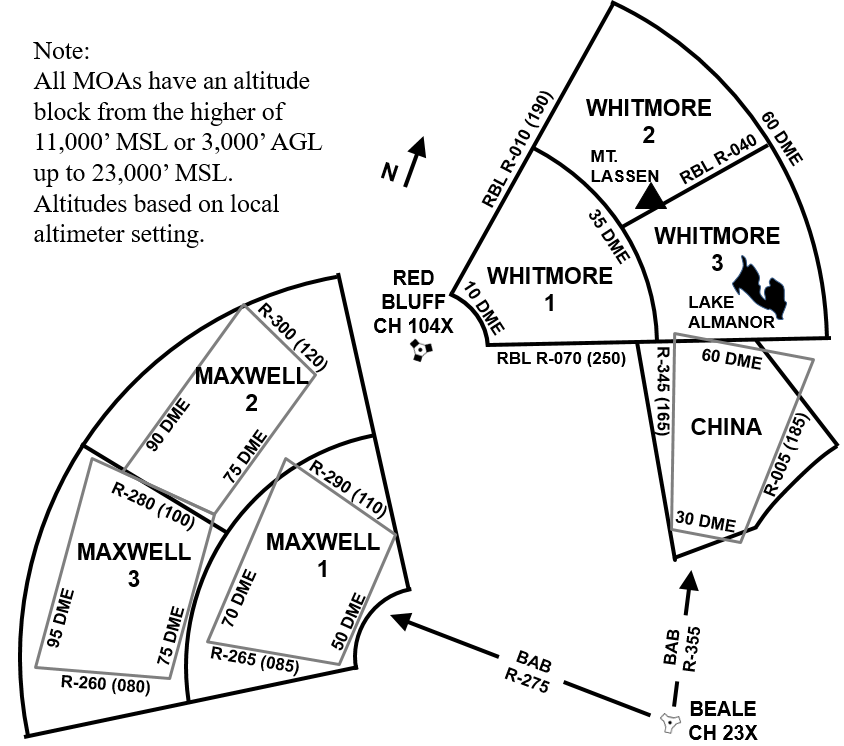 Note:
All MOAs have an altitude
block from the higher of
11,000' MSL or 3,000' AGL
up to 23,000' MSL.
Altitudes based on local
altimeter setting.
N
WHITMORE
2
60 DME
RBL R-010 (190)
MT.
LASSEN
RBL R-040
35 DME
WHITMORE
3
WHITMORE
1
10 DME
LAKE
ALMANOR
RED
BLUFF
CH 104X
RBL R-070 (250)
R-345 (165)
60 DME
CHINA
R-005 (185)
30 DME
R-300 (120)
MAXWELL
2
90 DME
75 DME
R-280 (100)
R-290 (110)
MAXWELL
3
MAXWELL
1
95 DME
75 DME
70 DME
50 DME
R-265 (085)
R-260 (080)
BAB
R-275
BAB
R-355
BEALE
CH 23X